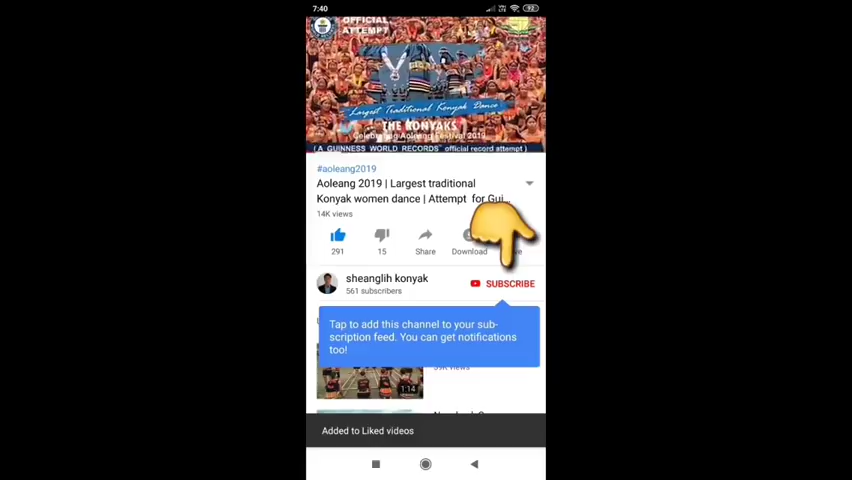 7:40
92
OFFICIAL
ATTEMPT
Largest Traditional Konyak Dance
THE KONYAKS
Celebrating Aoleang Festival 2019
( A GUINNESS WORLD RECORDS official record attempt )
#aoleang2019
Aoleang 2019 | Largest traditional
Konyak women dance | Attempt for Gui...
14K views
291
15
Share
Download
sheanglih konyak
561 subscribers
SUBSCRIBE
Tap to add this channel to your sub-
scription feed. You can get notifications
too!
1:14
Added to Liked videos